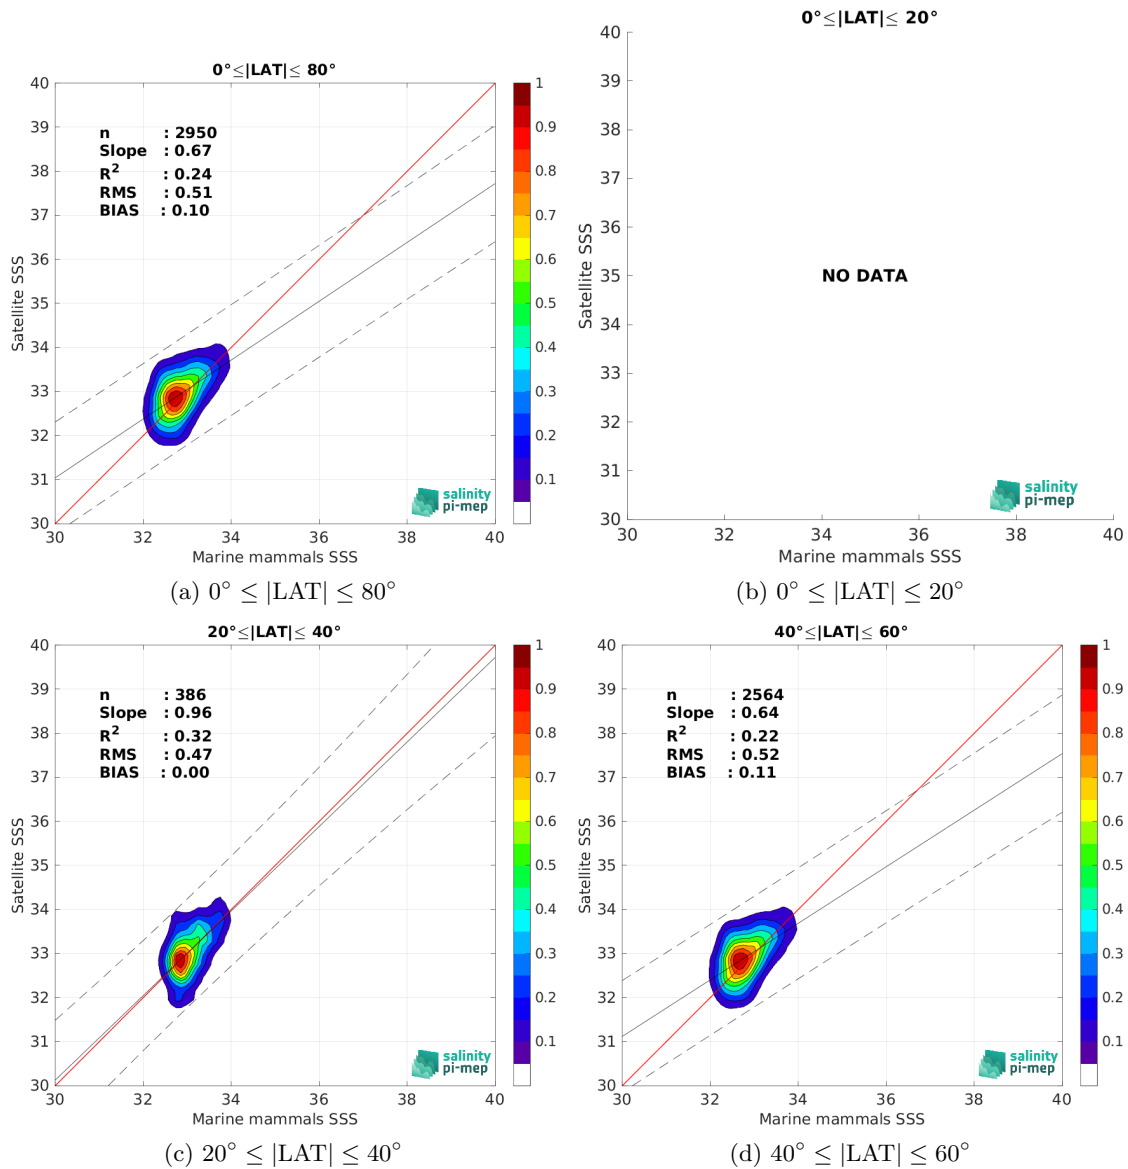 0°≤|LAT|≤ 80°
40
39
38
37
36
35
34
33
32
31
30
Satellite SSS
n : 2950
Slope : 0.67
R² : 0.24
RMS : 0.51
BIAS : 0.10
salinity
pi-mep
30 32 34 36 38 40
Marine mammals SSS
1
0.9
0.8
0.7
0.6
0.5
0.4
0.3
0.2
0.1
(a) 0° ≤ |LAT| ≤ 80°
0°≤|LAT|≤ 20°
40
39
38
37
36
35
34
33
32
31
30
Satellite SSS
NO DATA
salinity
pi-mep
30 32 34 36 38 40
Marine mammals SSS
(b) 0° ≤ |LAT| ≤ 20°
20°≤|LAT|≤ 40°
40
39
38
37
36
35
34
33
32
31
30
Satellite SSS
n : 386
Slope : 0.96
R² : 0.32
RMS : 0.47
BIAS : 0.00
salinity
pi-mep
30 32 34 36 38 40
Marine mammals SSS
1
0.9
0.8
0.7
0.6
0.5
0.4
0.3
0.2
0.1
(c) 20° ≤ |LAT| ≤ 40°
40°≤|LAT|≤ 60°
40
39
38
37
36
35
34
33
32
31
30
Satellite SSS
n : 2564
Slope : 0.64
R² : 0.22
RMS : 0.52
BIAS : 0.11
salinity
pi-mep
30 32 34 36 38 40
Marine mammals SSS
1
0.9
0.8
0.7
0.6
0.5
0.4
0.3
0.2
0.1
(d) 40° ≤ |LAT| ≤ 60°